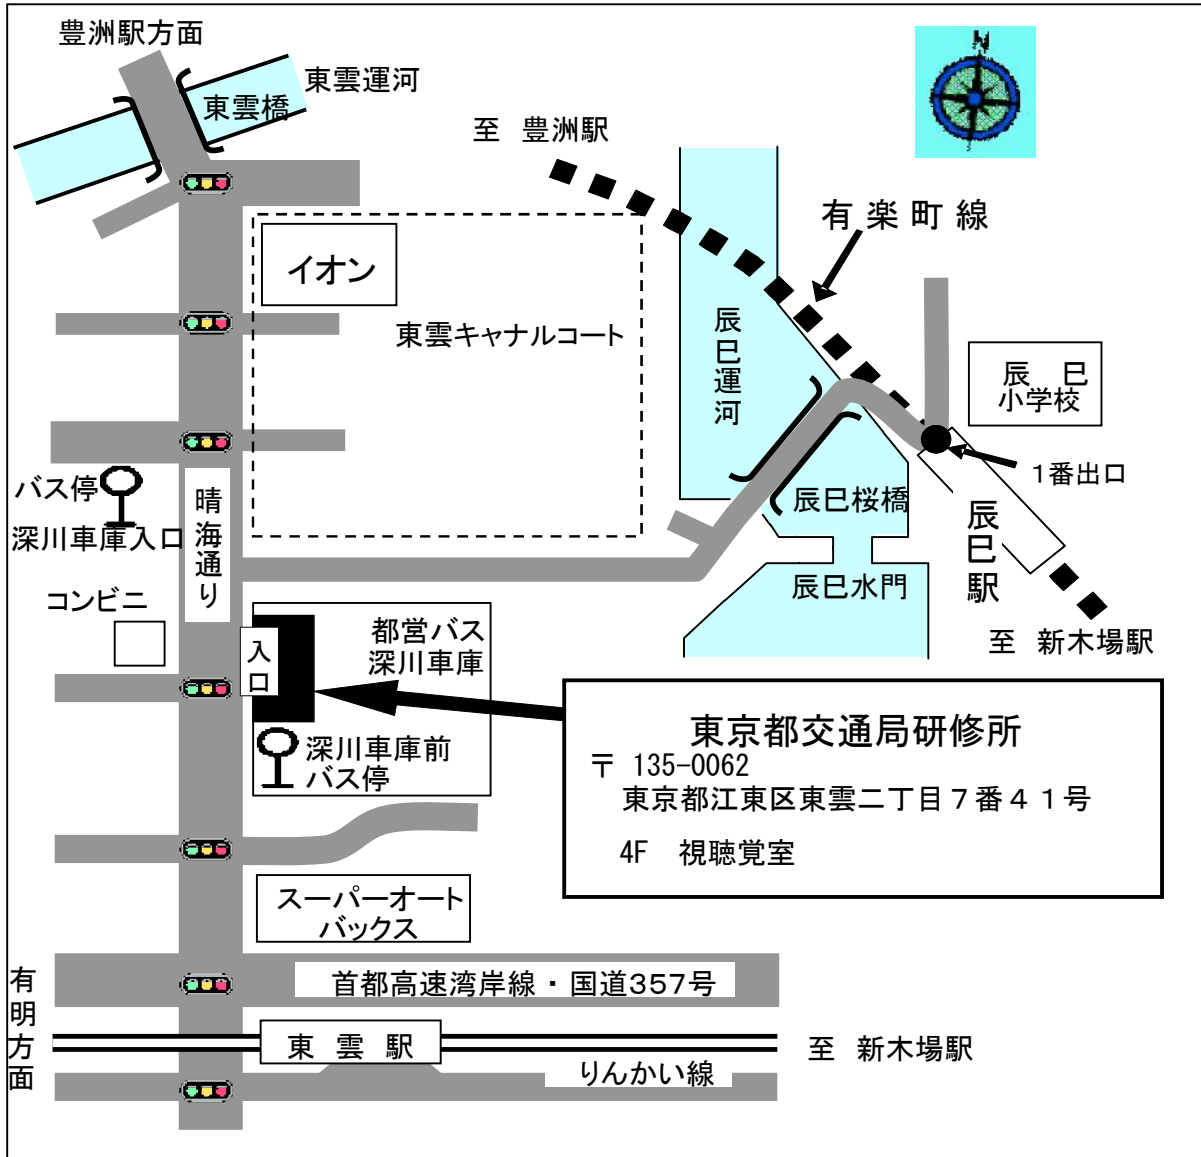 豊洲駅方面
東雲運河
東雲橋
N
至 豊洲駅
有楽町線
イオン
東雲キャナルコート
辰巳運河
辰 巳
小学校
1番出口
バス停
深川車庫入口
晴海通り
辰巳桜橋
辰巳駅
辰巳水門
コンビニ
至 新木場駅
入口
都営バス
深川車庫
深川車庫前
バス停
東京都交通局研修所
〒 135-0062
東京都江東区東雲二丁目7番41号
4F 視聴覚室
スーパーオート
バックス
首都高速湾岸線・国道357号
有明方面
東 雲 駅
至 新木場駅
りんかい線